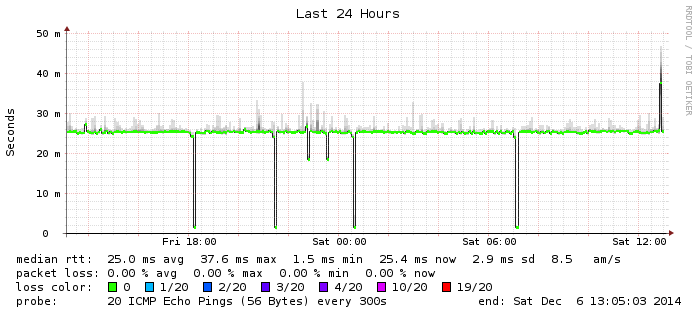 Last 24 Hours
RRDTOOL / TOBI OETIKER
Seconds
50 m
40 m
30 m
20 m
10 m
0
Fri 18:00 Sat 00:00 Sat 06:00 Sat 12:00
median rtt: 25.0 ms avg 37.6 ms max 1.5 ms min 25.4 ms now 2.9 ms sd 8.5 am/s
packet loss: 0.00 % avg 0.00 % max 0.00 % min 0.00 % now
loss color: 0 1/20 2/20 3/20 4/20 10/20 19/20
probe: 20 ICMP Echo Pings (56 Bytes) every 300s end: Sat Dec 6 13:05:03 2014